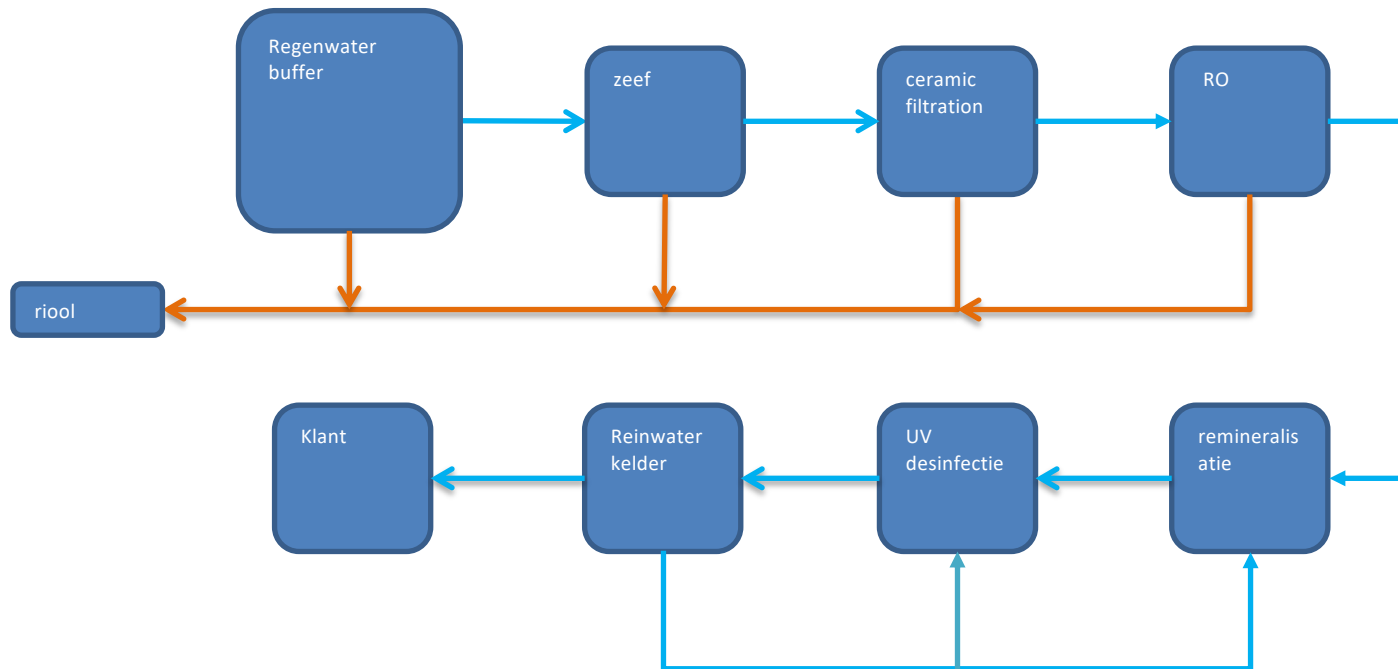 Regenwater
buffer
zeef
ceramic
filtration
RO
riool
Klant
Reinwater
kelder
UV
desinfectie
remineralis
atie